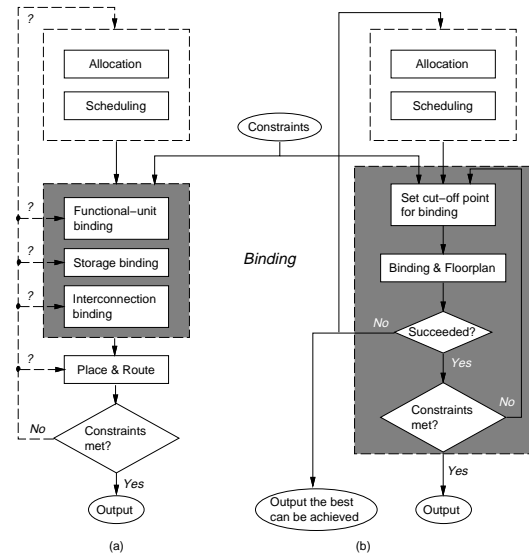 ?
Allocation
Scheduling
Allocation
Scheduling
Constraints
?
Functional–unit
binding
?
Storage binding
?
Interconnection
binding
?
Place & Route
No
Constraints
met?
Yes
Output
(a)
Binding
Set cut–off point
for binding
Binding & Floorplan
No
Succeeded?
Yes
No
Constraints
met?
Yes
Output the best
can be achieved
Output
(b)